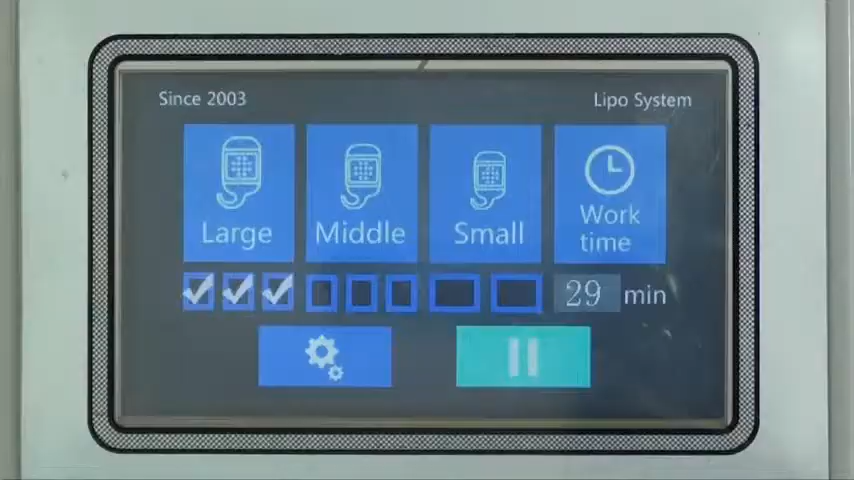 Since 2003
Lipo System
Large
Middle
Small
Work
time
29 min